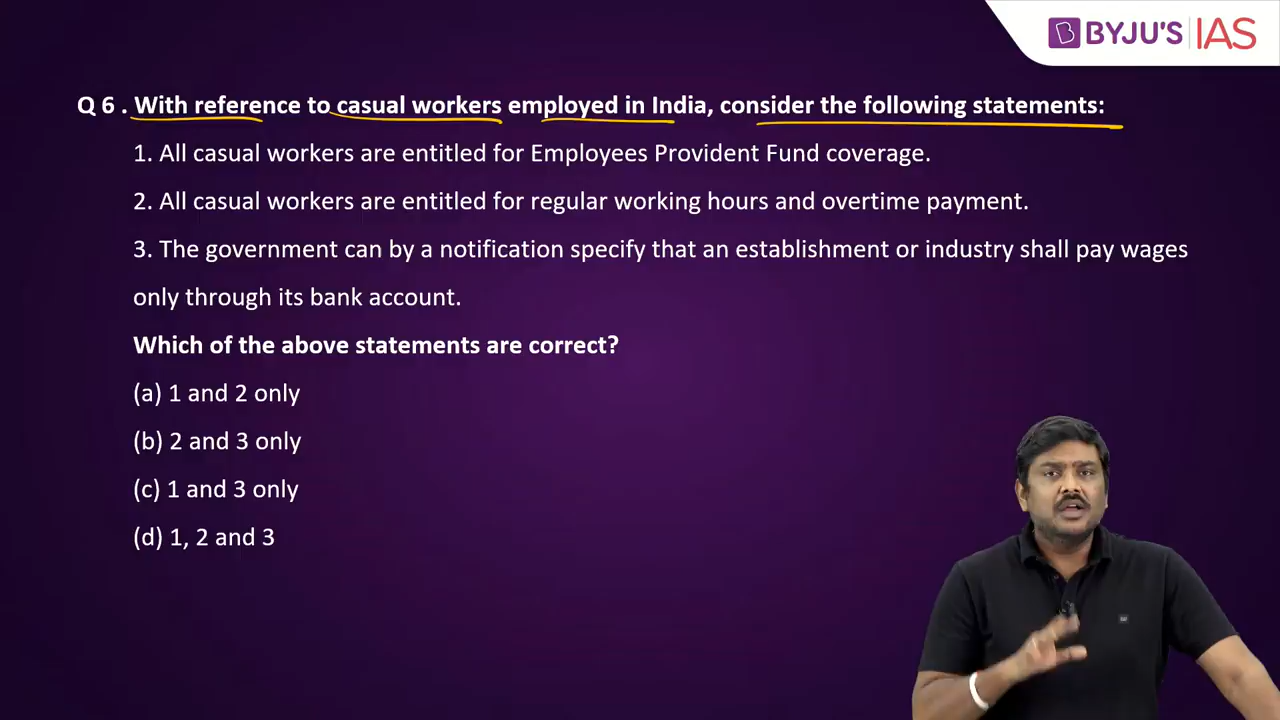 BYJU'S IAS
Q 6 . With reference to casual workers employed in India, consider the following statements:
1. All casual workers are entitled for Employees Provident Fund coverage.
2. All casual workers are entitled for regular working hours and overtime payment.
3. The government can by a notification specify that an establishment or industry shall pay wages
only through its bank account.
Which of the above statements are correct?
(a) 1 and 2 only
(b) 2 and 3 only
(c) 1 and 3 only
(d) 1, 2 and 3